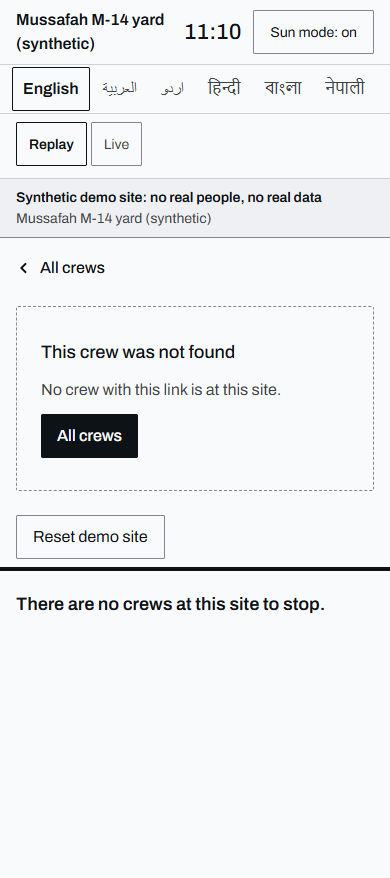 Mussafah M-14 yard
(synthetic)
11:10
Sun mode: on
English
العربية
اردو
हिन्दी
বাংলা
नेपाली
Replay
Live
Synthetic demo site: no real people, no real data
Mussafah M-14 yard (synthetic)
All crews
This crew was not found
No crew with this link is at this site.
All crews
Reset demo site
There are no crews at this site to stop.